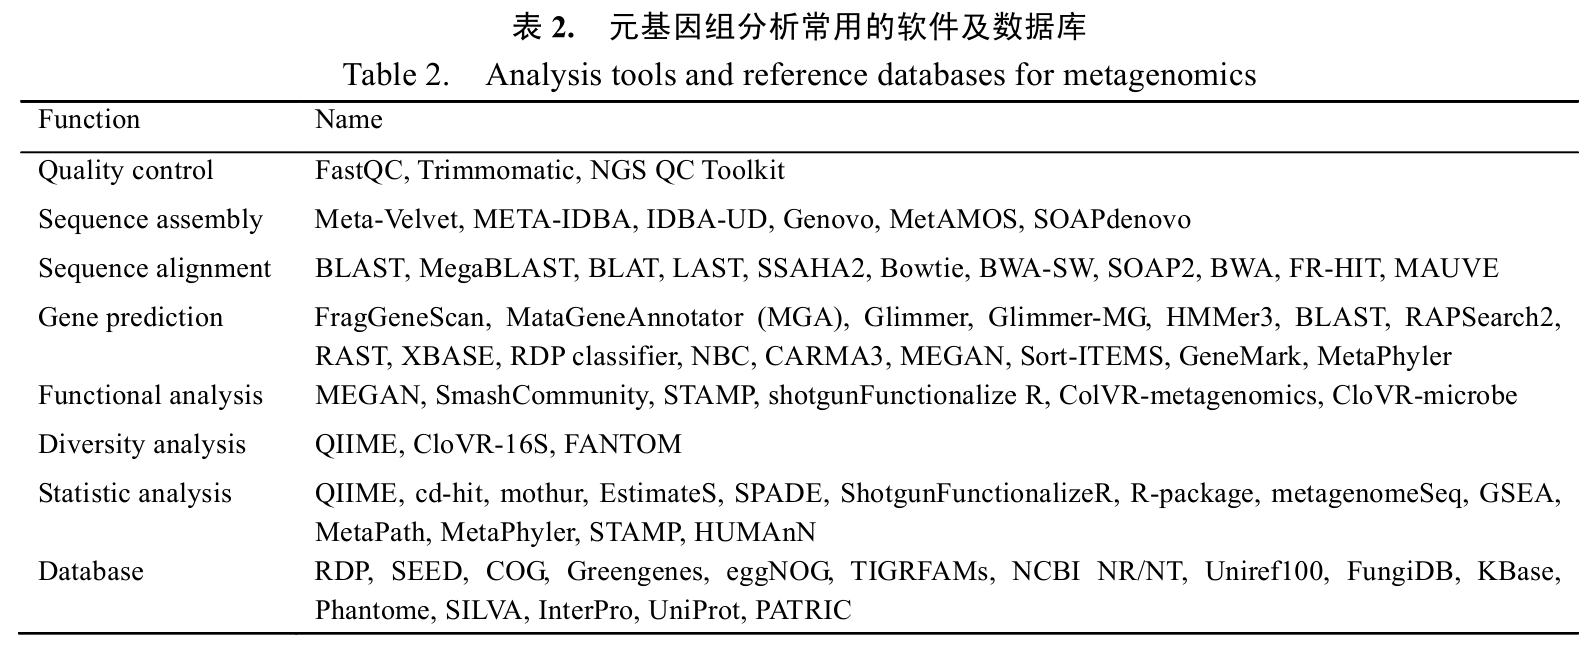 表 2. 元基因组分析常用的软件及数据库
Table 2. Analysis tools and reference databases for metagenomics
Function Name
Quality control FastQC, Trimmomatic, NGS QC Toolkit
Sequence assembly Meta-Velvet, META-IDBA, IDBA-UD, Genovo, MetAMOS, SOAPdenovo
Sequence alignment BLAST, MegaBLAST, BLAT, LAST, SSAHA2, Bowtie, BWA-SW, SOAP2, BWA, FR-HIT, MAUVE
Gene prediction FragGeneScan, MataGeneAnnotator (MGA), Glimmer, Glimmer-MG, HMMer3, BLAST, RAPSearch2,
RAST, XBASE, RDP classifier, NBC, CARMA3, MEGAN, Sort-ITEMS, GeneMark, MetaPhyler
Functional analysis MEGAN, SmashCommunity, STAMP, shotgunFunctionalize R, ColVR-metagenomics, CloVR-microbe
Diversity analysis QIIME, CloVR-16S, FANTOM
Statistic analysis QIIME, cd-hit, mothur, EstimateS, SPADE, ShotgunFunctionalizeR, R-package, metagenomeSeq, GSEA,
MetaPath, MetaPhyler, STAMP, HUMAnN
Database RDP, SEED, COG, Greengenes, eggNOG, TIGRFAMs, NCBI NR/NT, Uniref100, FungiDB, KBase,
Phantome, SILVA, InterPro, UniProt, PATRIC